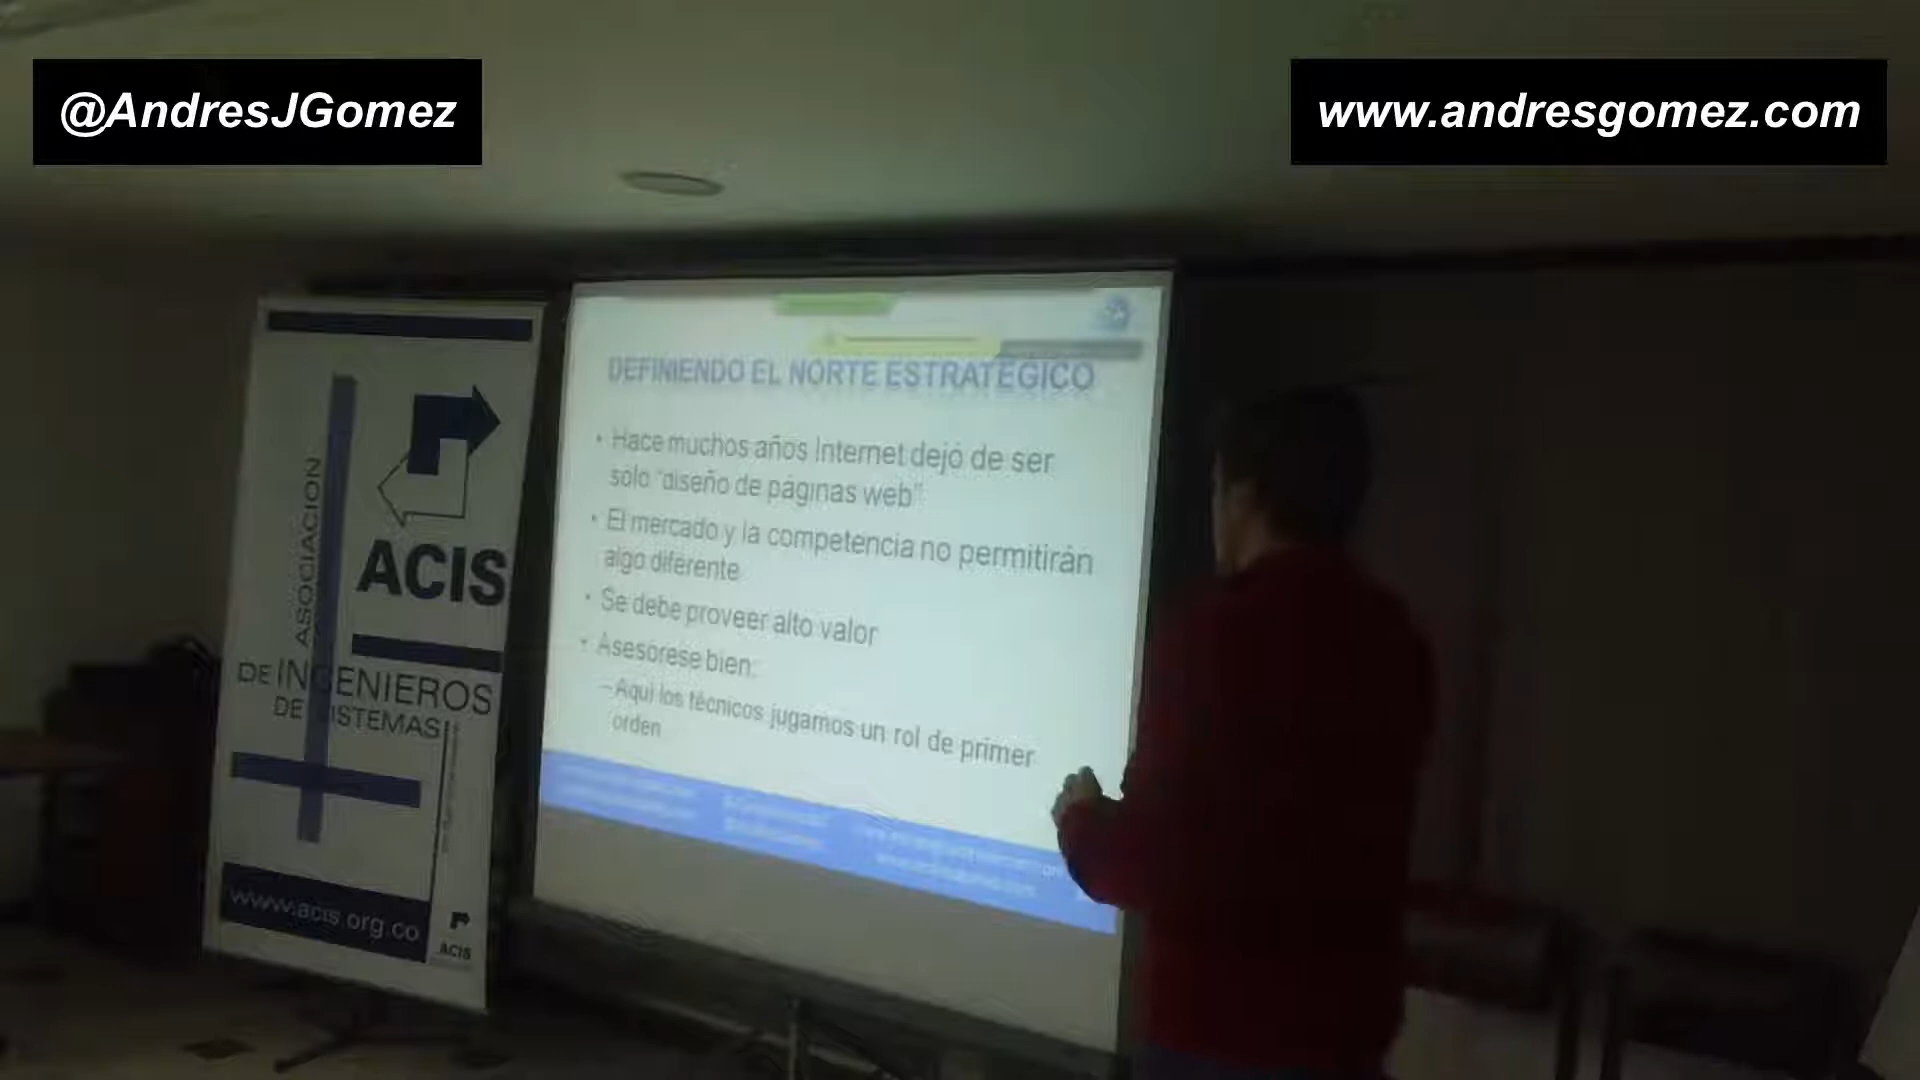 @AndresJGomez
www.andresgomez.com
ASOCIACION
ACIS
DE INGENIEROS
DE SISTEMAS
www.acis.org.co
ACIS
DEFINIENDO EL NORTE ESTRATÉGICO
• Hace muchos años Internet dejó de ser
sólo "diseño de páginas web"
• El mercado y la competencia no permitirán
algo diferente
• Se debe proveer alto valor
• Asesórese bien:
– Aquí los técnicos jugamos un rol de primer
orden